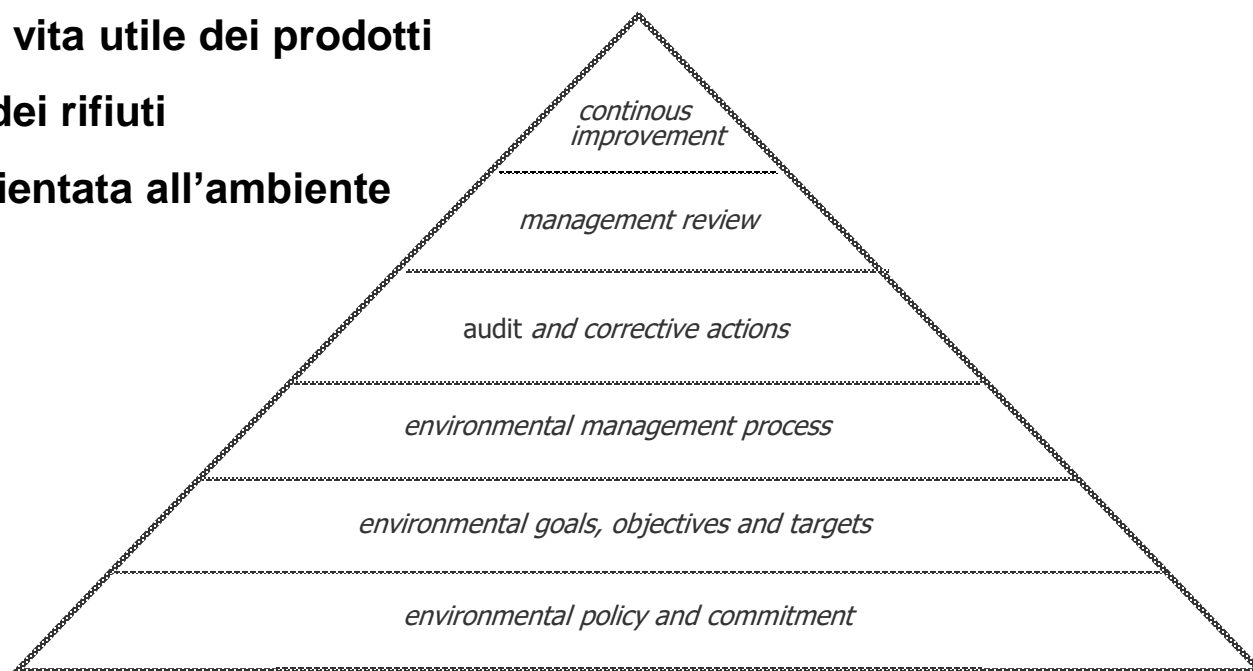 vita utile dei prodotti
dei rifiuti
ientata all’ambiente
continous
improvement
management review
audit and corrective actions
environmental management process
environmental goals, objectives and targets
environmental policy and commitment